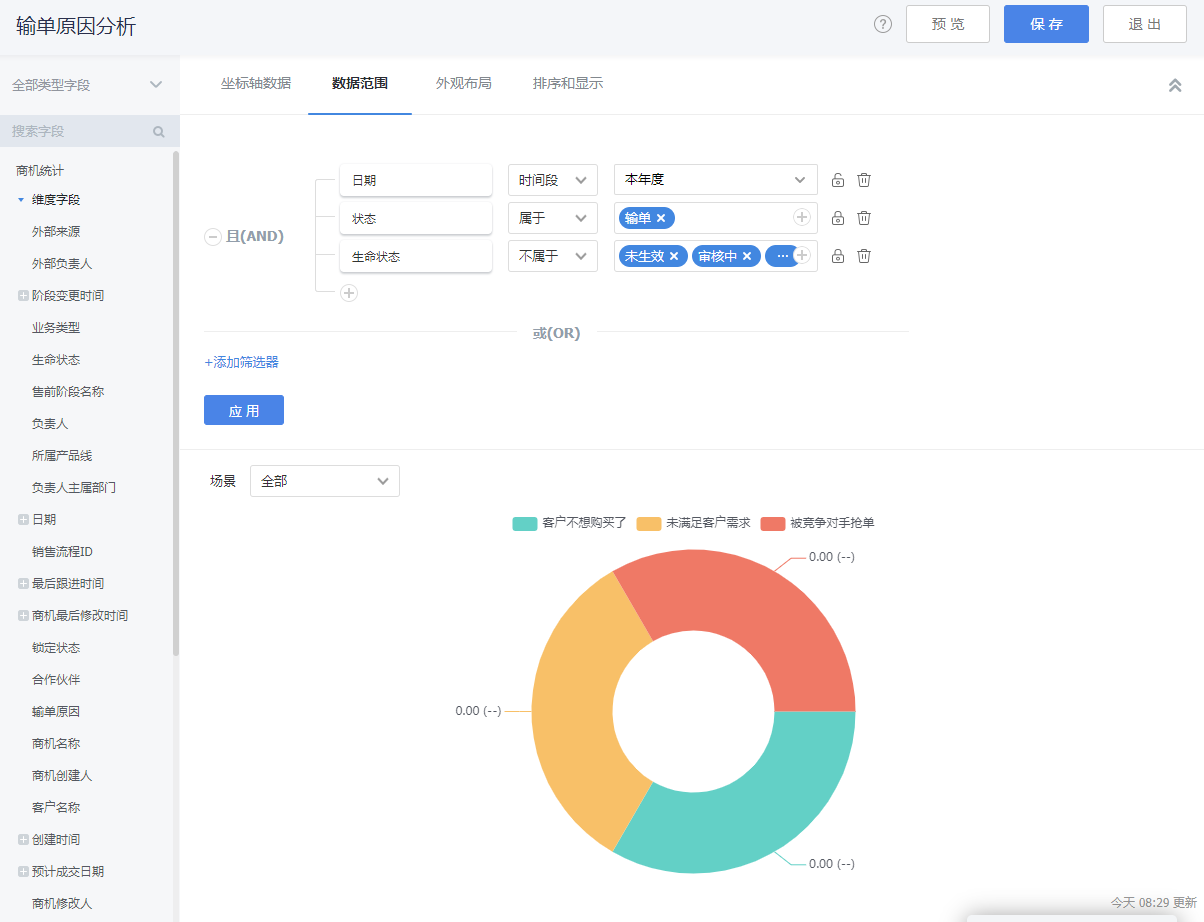 输单原因分析
预 览
保 存
退 出
全部类型字段
坐标轴数据
数据范围
外观布局
排序和显示
搜索字段
商机统计
维度字段
外部来源
外部负责人
阶段变更时间
业务类型
生命状态
售前阶段名称
负责人
所属产品线
负责人主属部门
日期
销售流程ID
最后跟进时间
商机最后修改时间
锁定状态
合作伙伴
输单原因
商机名称
商机创建人
客户名称
创建时间
预计成交日期
商机修改人
且(AND)
日期
时间段
本年度
状态
属于
输单 ×
生命状态
不属于
未生效 ×
审核中 ×
···
或(OR)
+添加筛选器
应 用
场景
全部
客户不想购买了
未满足客户需求
被竞争对手抢单
0.00 (--)
0.00 (--)
0.00 (--)
今天 08:29 更新